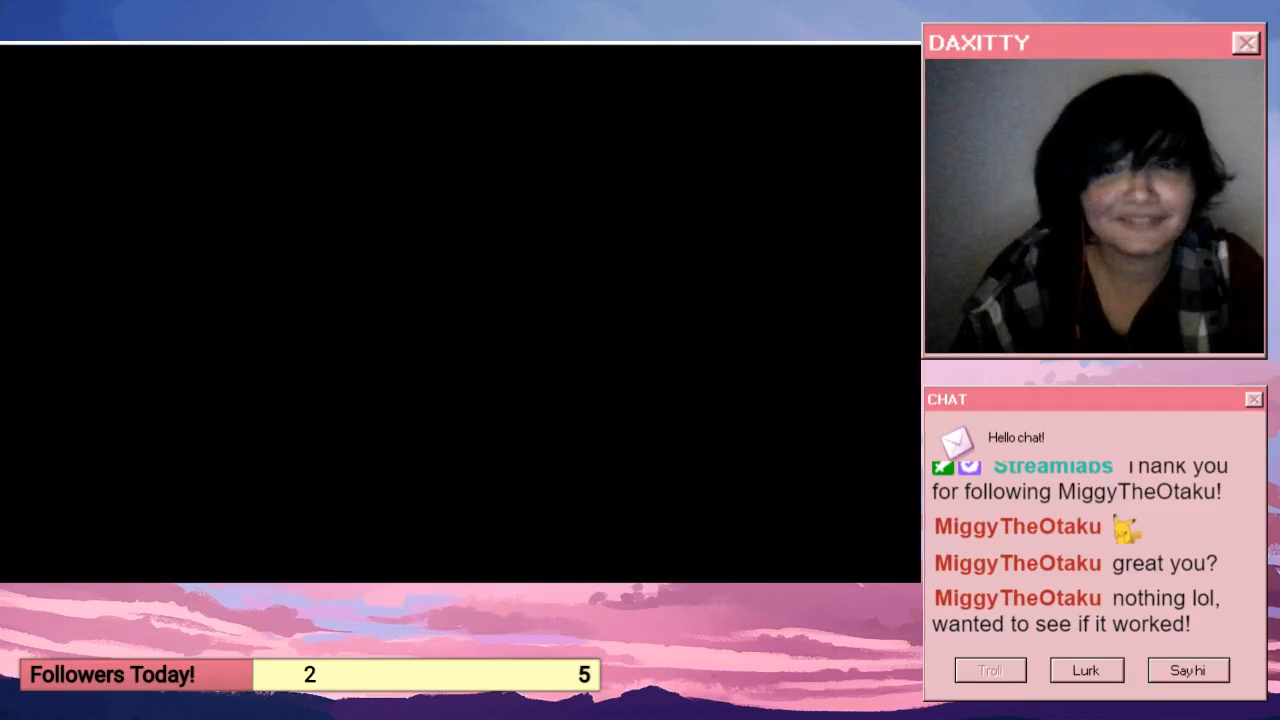 DAXITTY
CHAT
Hello chat!
Streamlabs Thank you
for following MiggyTheOtaku!
MiggyTheOtaku
MiggyTheOtaku great you?
MiggyTheOtaku nothing lol,
wanted to see if it worked!
Troll Lurk Say hi
Followers Today! 2 5